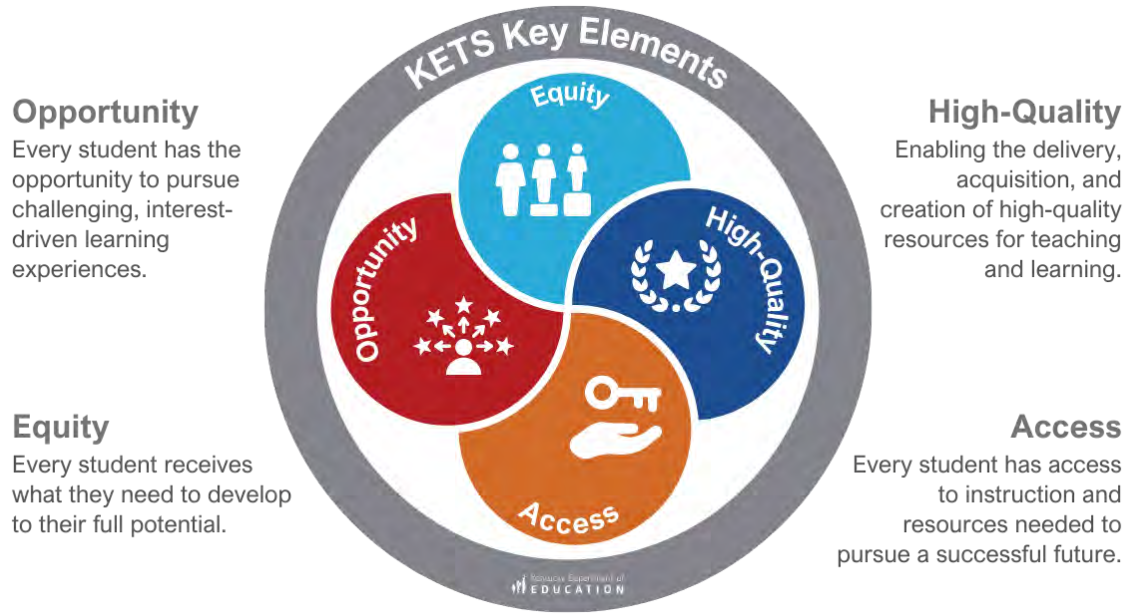 KETS Key Elements
Opportunity
Every student has the
opportunity to pursue
challenging, interest-
driven learning
experiences.
Equity
Every student receives
what they need to develop
to their full potential.
Equity
High-Quality
Opportunity
Access
Kentucky Department of
EDUCATION
High-Quality
Enabling the delivery,
acquisition, and
creation of high-quality
resources for teaching
and learning.
Access
Every student has access
to instruction and
resources needed to
pursue a successful future.